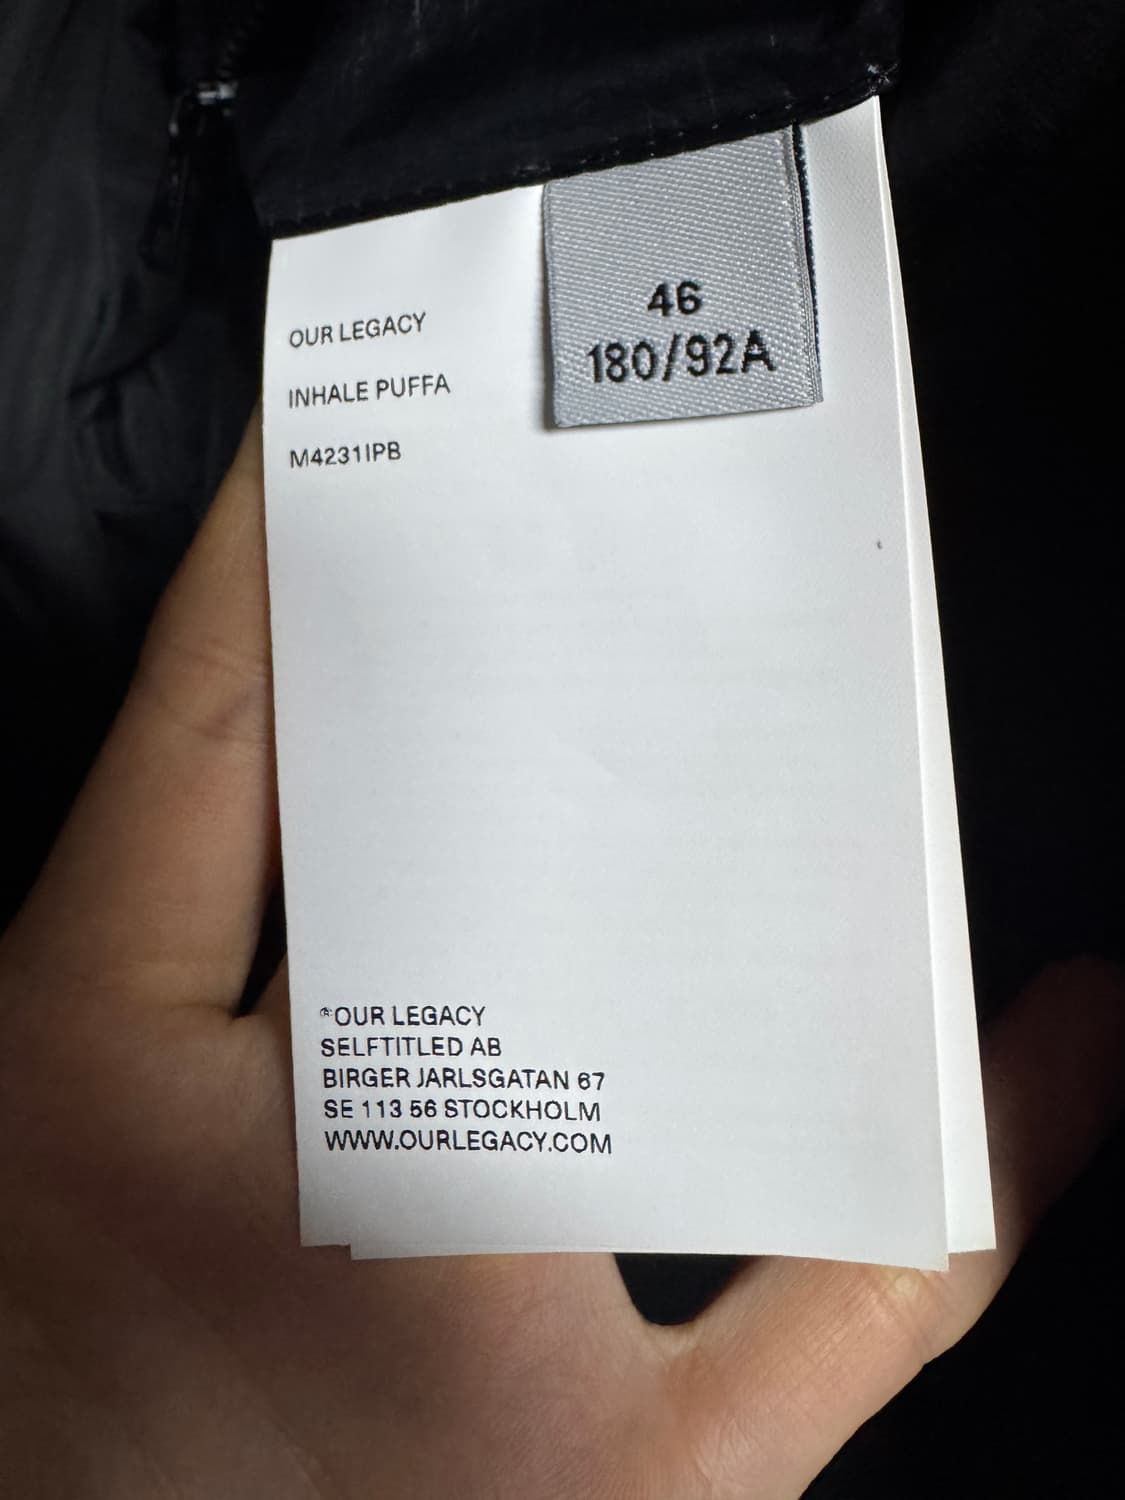 46
180/92A
OUR LEGACY
INHALE PUFFA
M4231IPB
®OUR LEGACY
SELFTITLED AB
BIRGER JARLSGATAN 67
SE 113 56 STOCKHOLM
WWW.OURLEGACY.COM